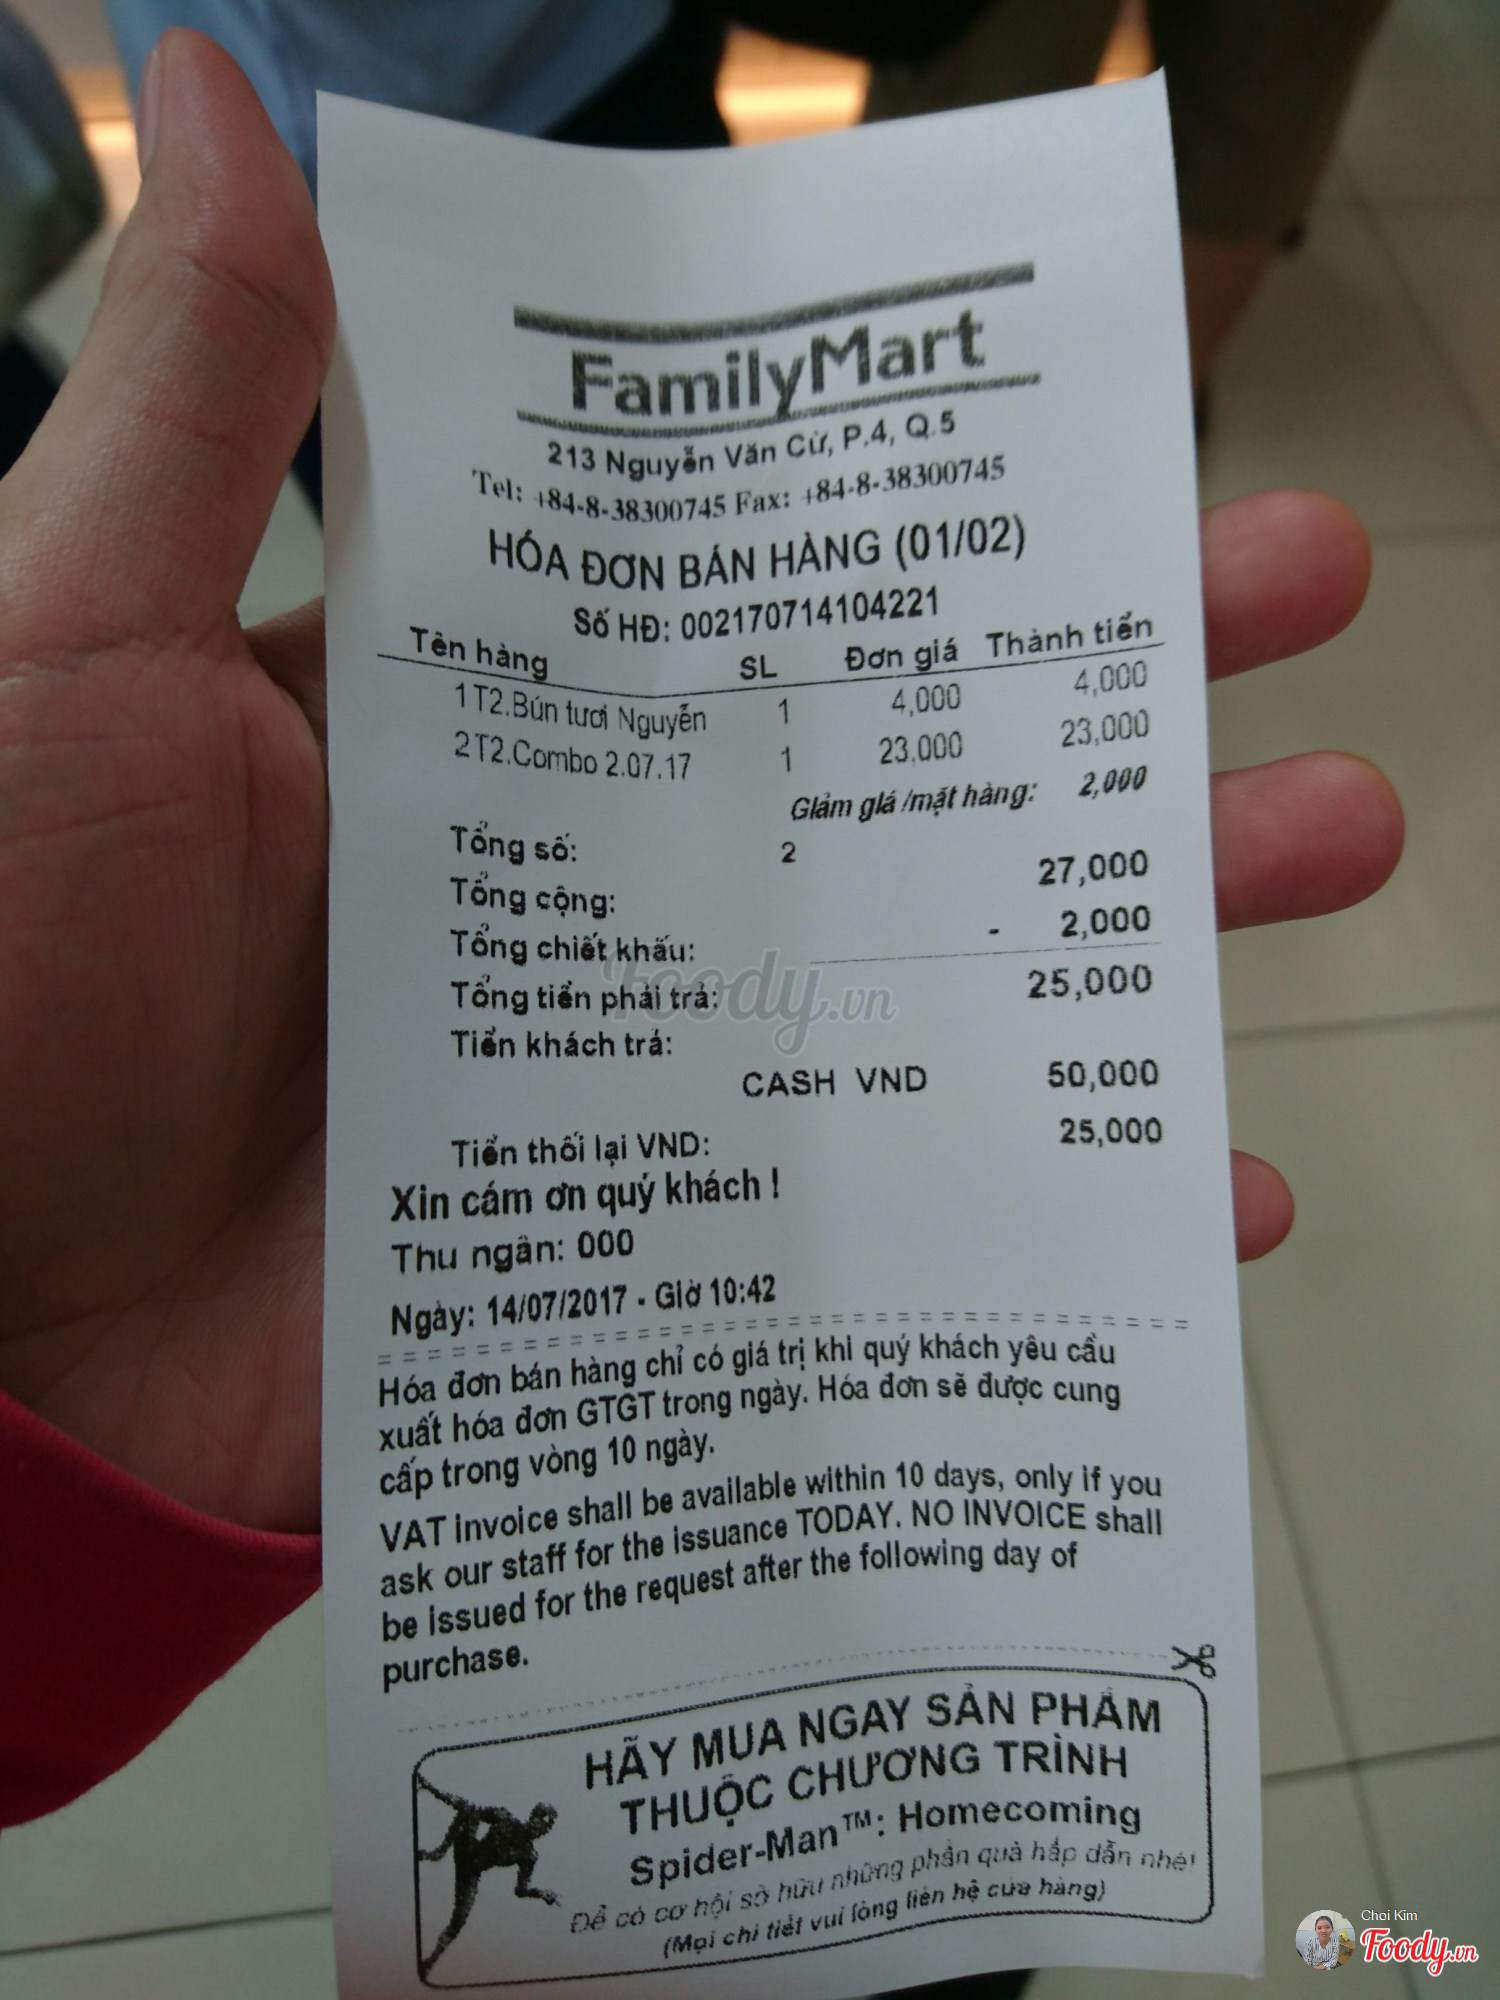 FamilyMart
213 Nguyễn Văn Cừ, P.4, Q.5
Tel: +84-8-38300745 Fax: +84-8-38300745
HÓA ĐƠN BÁN HÀNG (01/02)
Số HĐ: 002170714104221
Tên hàng SL Đơn giá Thành tiền
1 T2.Bún tươi Nguyễn 1 4,000 4,000
2 T2.Combo 2.07.17 1 23,000 23,000
Giảm giá /mặt hàng: 2,000
Tổng số: 2
Tổng cộng: 27,000
Tổng chiết khấu: - 2,000
Tổng tiền phải trả: 25,000
Tiền khách trả:
CASH VND 50,000
Tiền thối lại VND: 25,000
Xin cám ơn quý khách !
Thu ngân: 000
Ngày: 14/07/2017 - Giờ 10:42
Hóa đơn bán hàng chỉ có giá trị khi quý khách yêu cầu
xuất hóa đơn GTGT trong ngày. Hóa đơn sẽ được cung
cấp trong vòng 10 ngày.
VAT invoice shall be available within 10 days, only if you
ask our staff for the issuance TODAY. NO INVOICE shall
be issued for the request after the following day of
purchase.
HÃY MUA NGAY SẢN PHẨM
THUỘC CHƯƠNG TRÌNH
Spider-Man™: Homecoming
Để có cơ hội sở hữu những phần quà hấp dẫn nhé!
(Mọi chi tiết vui lòng liên hệ cửa hàng)
Foody.vn
Choi Kim
Foody.vn